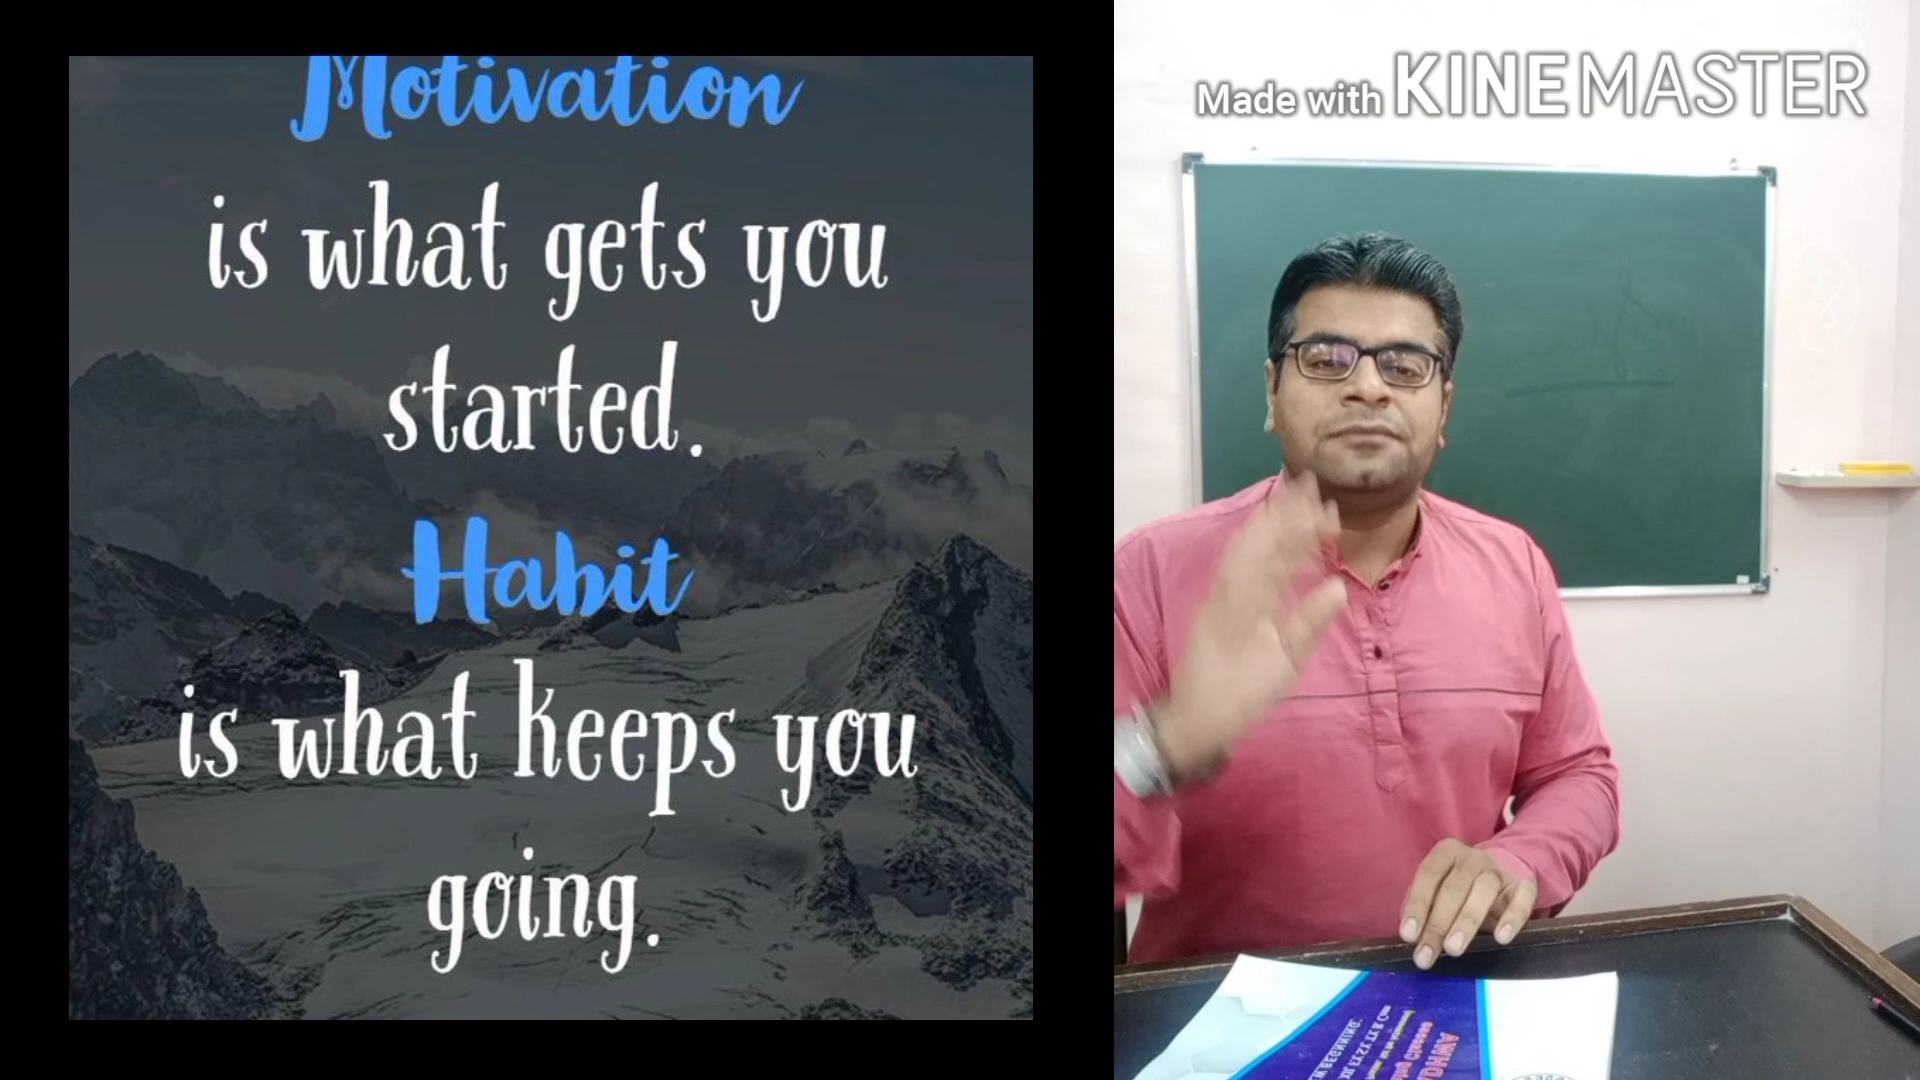 Motivation
is what gets you
started.
Habit
is what keeps you
going.
Made with KINEMASTER